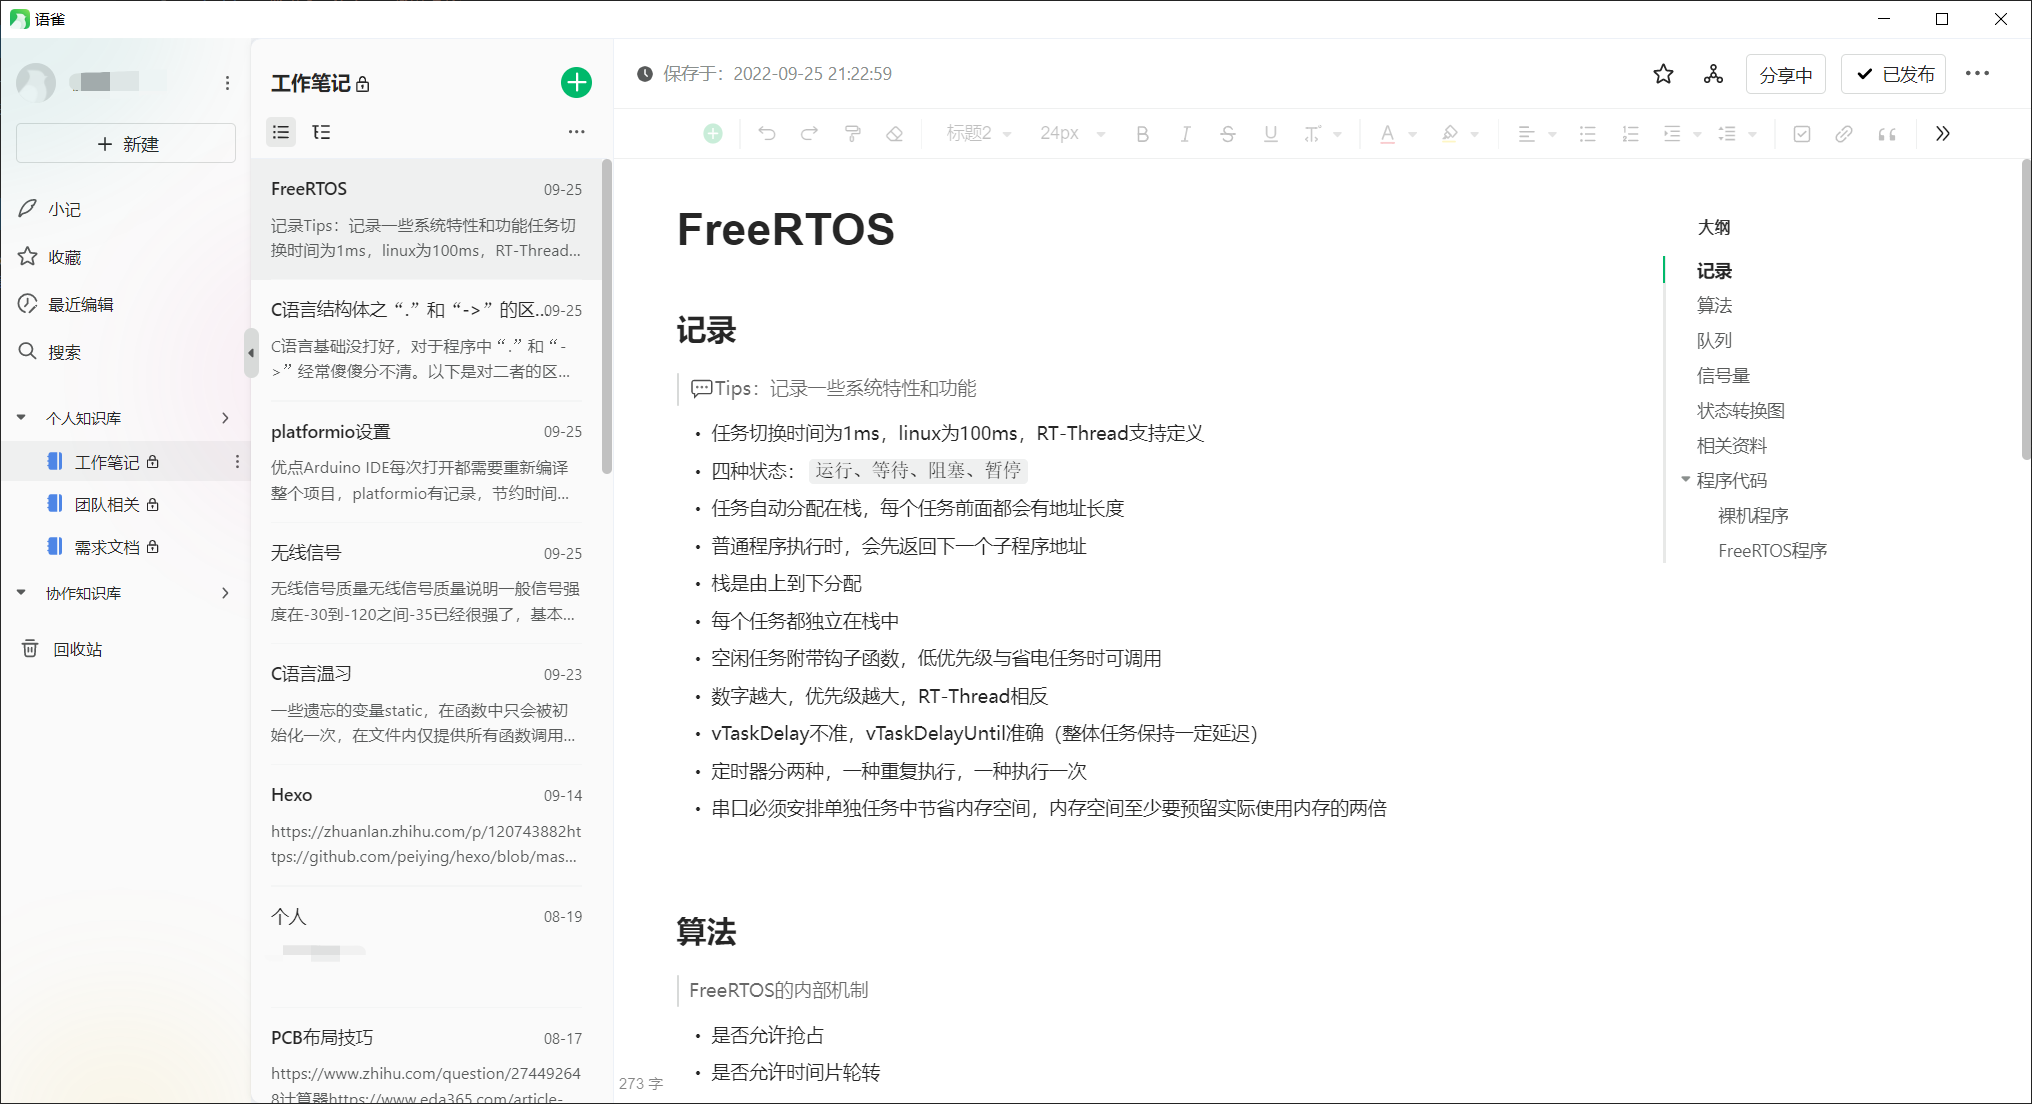 语雀
新建
小记
收藏
最近编辑
搜索
个人知识库
工作笔记
团队相关
需求文档
协作知识库
回收站
工作笔记
FreeRTOS 09-25
记录Tips：记录一些系统特性和功能任务切
换时间为1ms，linux为100ms，RT-Thread...
C语言结构体之“.”和“->”的区... 09-25
C语言基础没打好，对于程序中“.”和“-
>”经常傻傻分不清。以下是对二者的区...
platformio设置 09-25
优点Arduino IDE每次打开都需要重新编译
整个项目，platformio有记录，节约时间...
无线信号 09-25
无线信号质量无线信号质量说明一般信号强
度在-30到-120之间-35已经很强了，基本...
C语言温习 09-23
一些遗忘的变量static，在函数中只会被初
始化一次，在文件内仅提供所有函数调用...
Hexo 09-14
https://zhuanlan.zhihu.com/p/120743882ht
tps://github.com/peiying/hexo/blob/mas...
个人 08-19
PCB布局技巧 08-17
https://www.zhihu.com/question/27449264
8计算器https://www.eda365.com/article-
保存于：2022-09-25 21:22:59
分享中
已发布
标题2 24px
FreeRTOS
记录
Tips：记录一些系统特性和功能
• 任务切换时间为1ms，linux为100ms，RT-Thread支持定义
• 四种状态： 运行、等待、阻塞、暂停
• 任务自动分配在栈，每个任务前面都会有地址长度
• 普通程序执行时，会先返回下一个子程序地址
• 栈是由上到下分配
• 每个任务都独立在栈中
• 空闲任务附带钩子函数，低优先级与省电任务时可调用
• 数字越大，优先级越大，RT-Thread相反
• vTaskDelay不准，vTaskDelayUntil准确（整体任务保持一定延迟）
• 定时器分两种，一种重复执行，一种执行一次
• 串口必须安排单独任务中节省内存空间，内存空间至少要预留实际使用内存的两倍
算法
FreeRTOS的内部机制
• 是否允许抢占
• 是否允许时间片轮转
273 字
大纲
记录
算法
队列
信号量
状态转换图
相关资料
程序代码
裸机程序
FreeRTOS程序